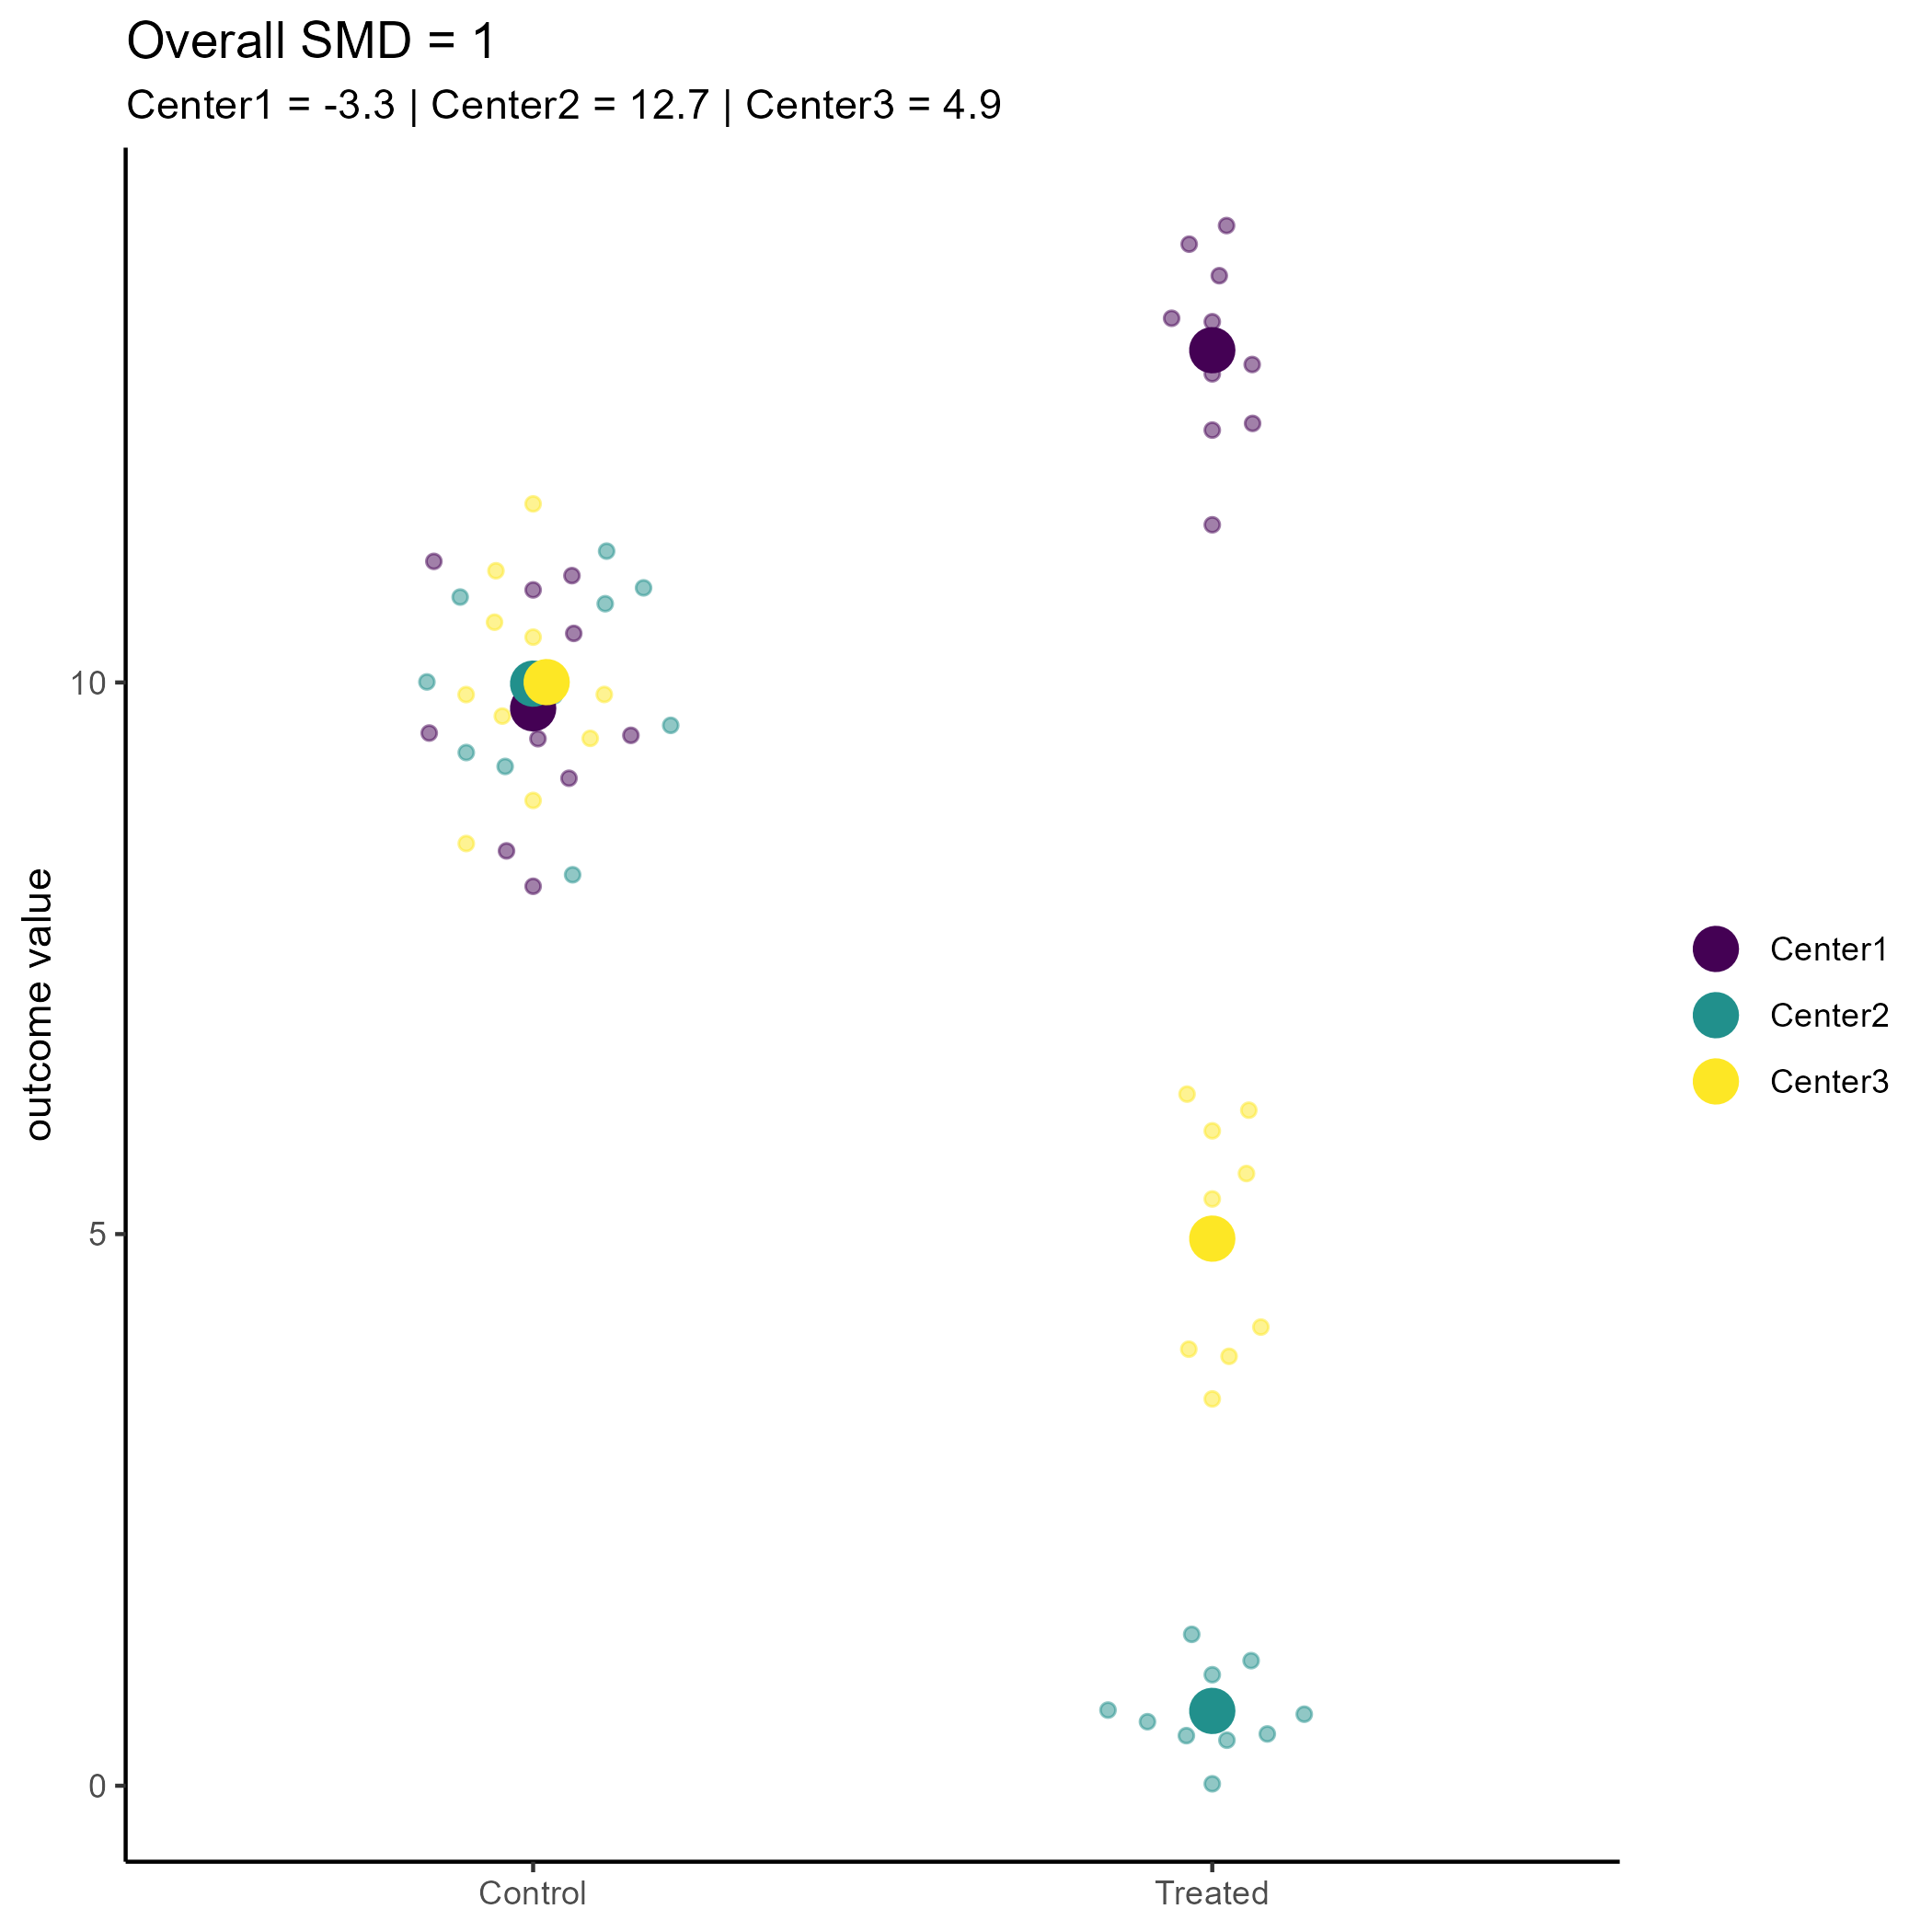 Overall SMD = 1
Center1 = -3.3 | Center2 = 12.7 | Center3 = 4.9
outcome value
10
5
0
Control
Treated
Center1
Center2
Center3